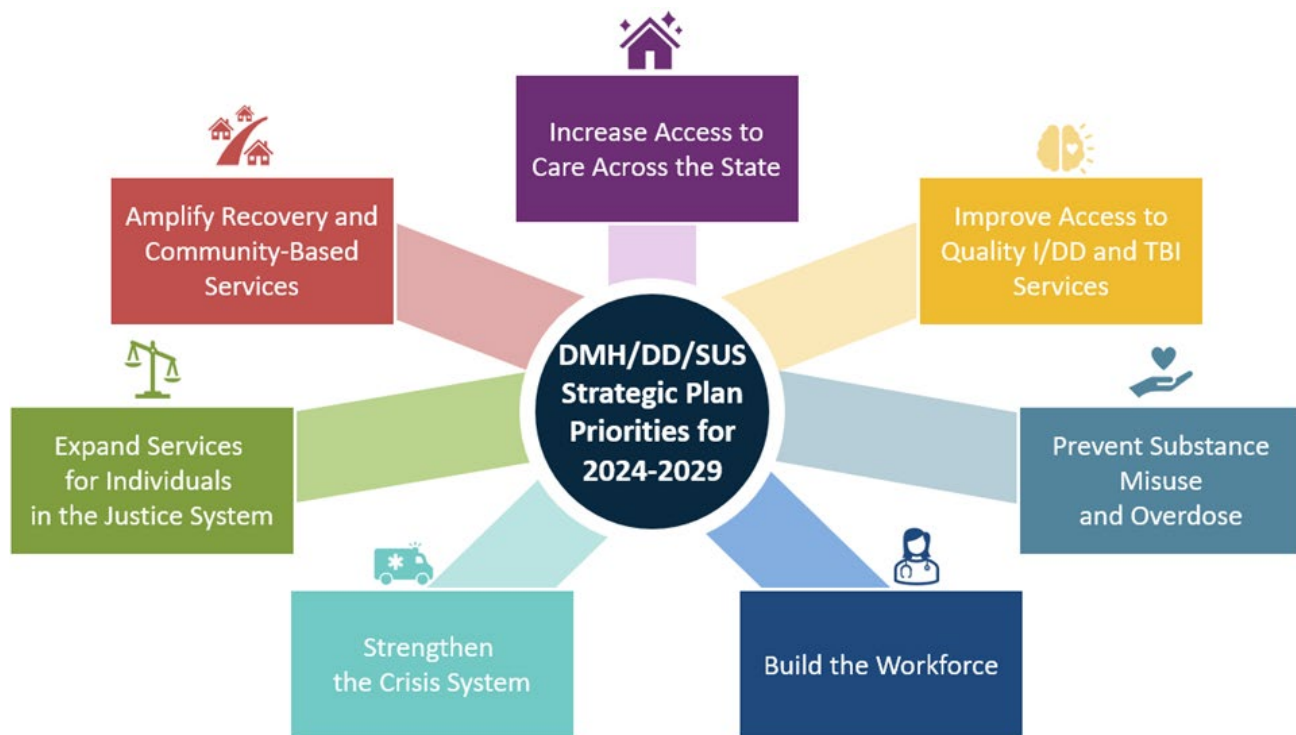 Increase Access to
Care Across the State
Improve Access to
Quality I/DD and TBI
Services
Prevent Substance
Misuse
and Overdose
Build the Workforce
Strengthen
the Crisis System
Expand Services
for Individuals
in the Justice System
Amplify Recovery and
Community-Based
Services
DMH/DD/SUS
Strategic Plan
Priorities for
2024-2029